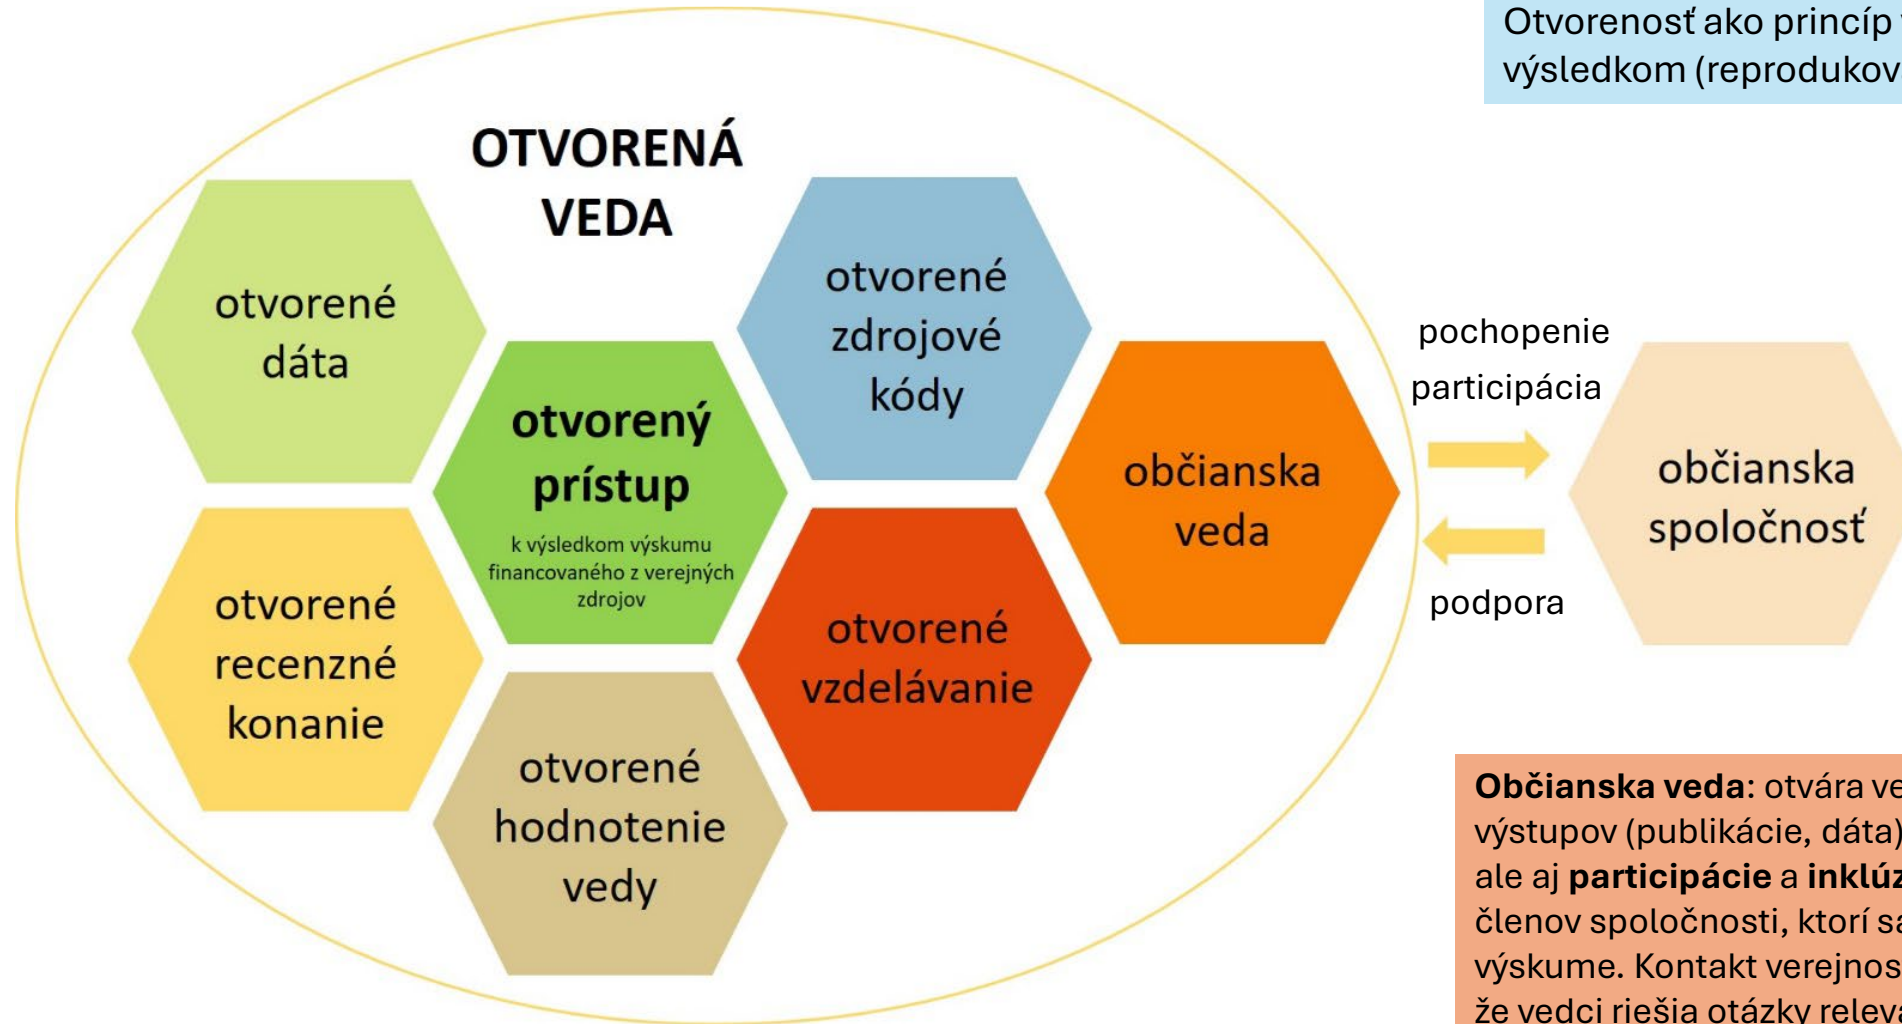 Otvorenosť ako princíp
výsledkom (reprodukov
OTVORENÁ
VEDA
otvorené
dáta
otvorené
zdrojové
kódy
otvorený
prístup
k výsledkom výskumu
financovaného z verejných
zdrojov
občianska
veda
pochopenie
participácia
podpora
občianska
spoločnosť
otvorené
recenzné
konanie
otvorené
vzdelávanie
otvorené
hodnotenie
vedy
Občianska veda: otvára ve
výstupov (publikácie, dáta)
ale aj participácie a inklúz
členov spoločnosti, ktorí sa
výskume. Kontakt verejnos
že vedci riešia otázky releva